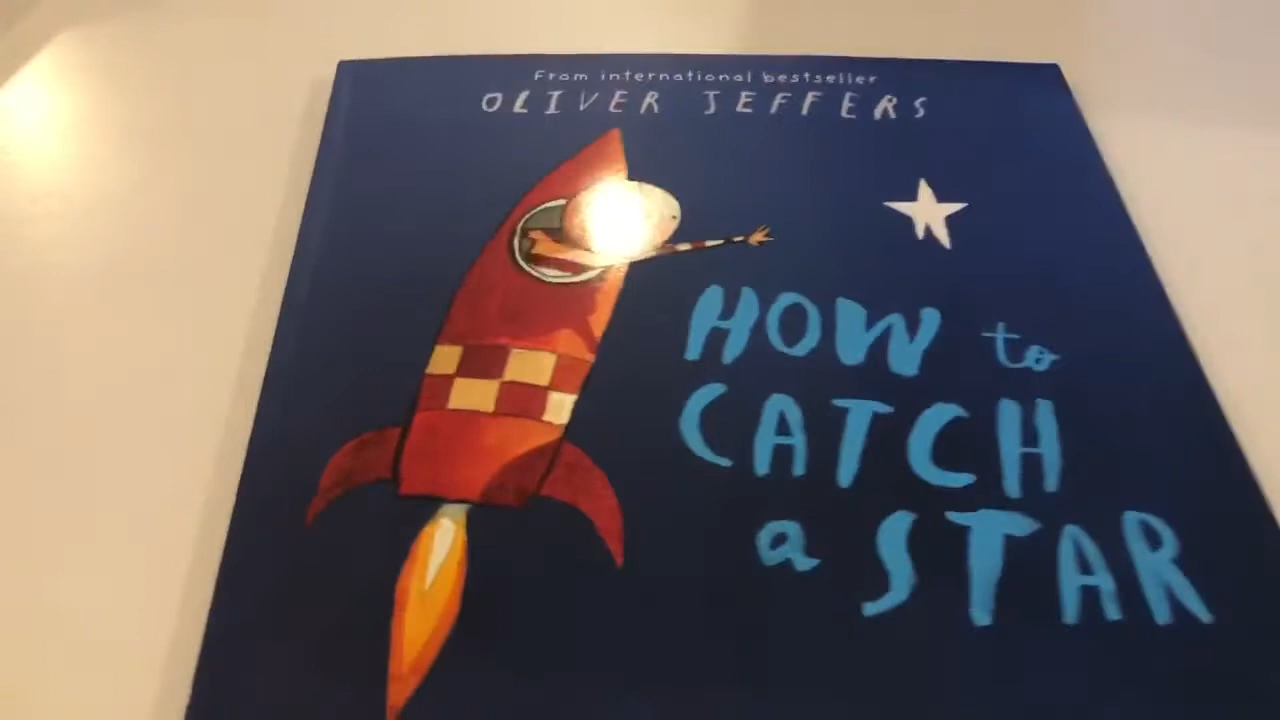 From international bestseller
OLIVER JEFFERS
HOW to
CATCH
a STAR